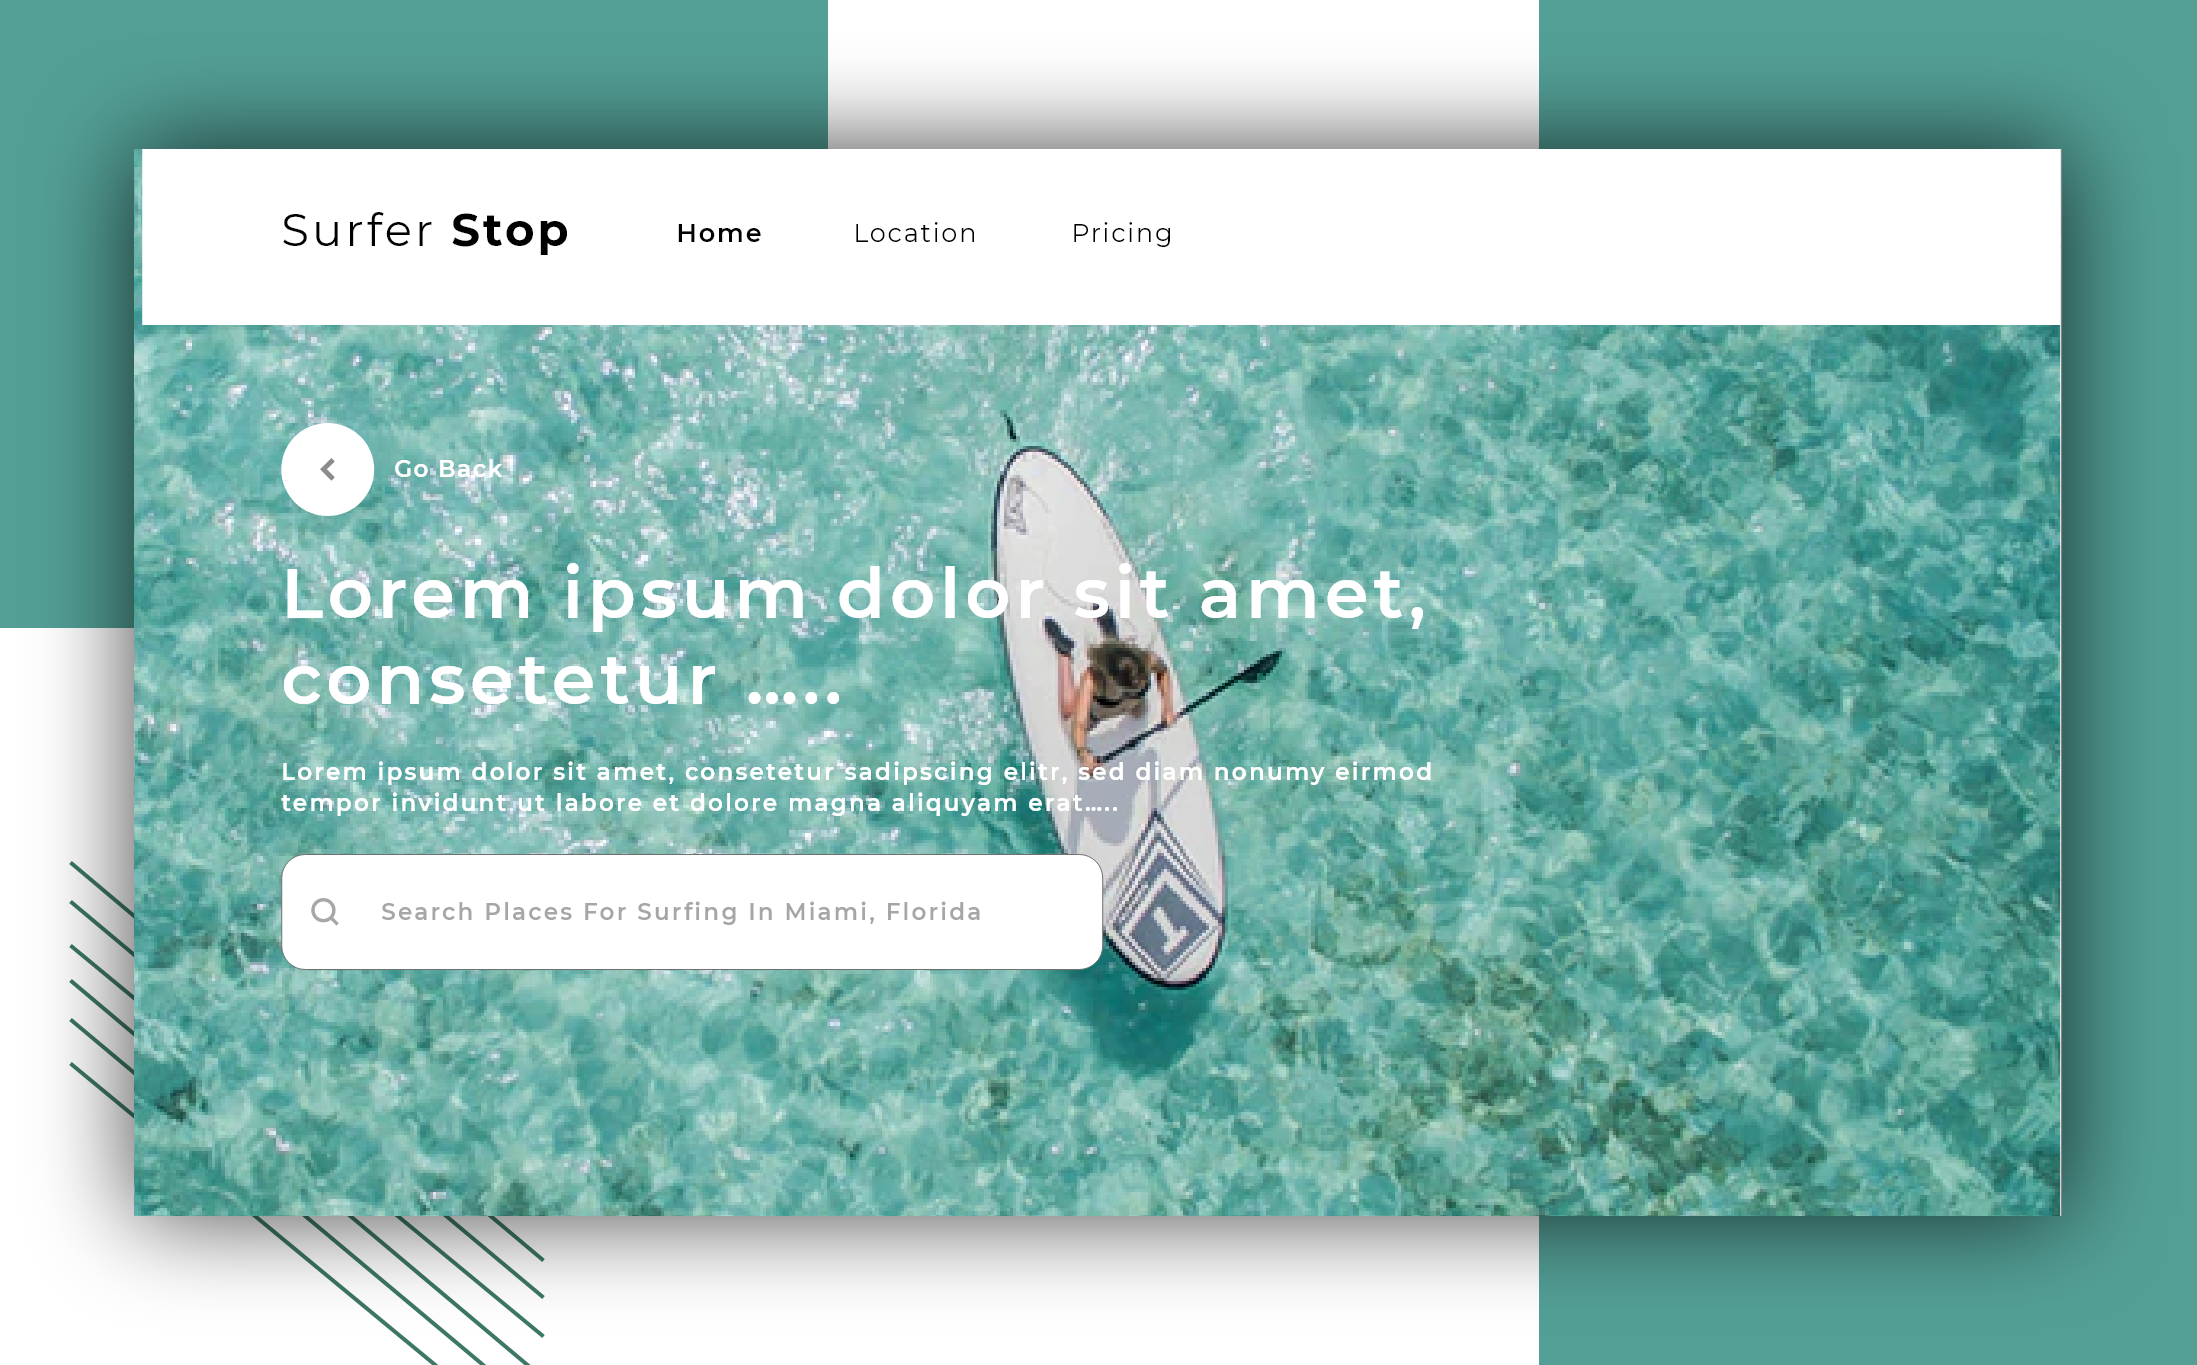 Surfer Stop
Home
Location
Pricing
Go Back
Lorem ipsum dolor sit amet,
consetetur .....
Lorem ipsum dolor sit amet, consetetur sadipscing elitr, sed diam nonumy eirmod
tempor invidunt ut labore et dolore magna aliquyam erat.....
Search Places For Surfing In Miami, Florida
1